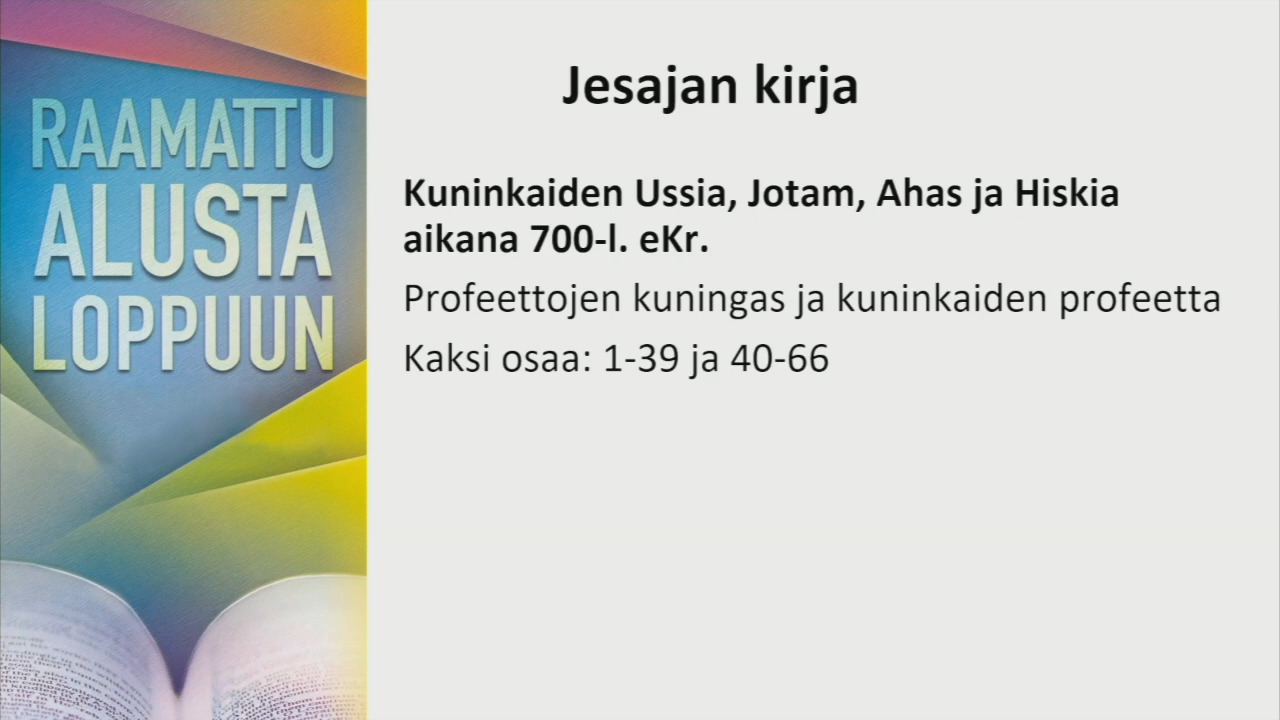 RAAMATTU
ALUSTA
LOPPUUN
Jesajan kirja
Kuninkaiden Ussia, Jotam, Ahas ja Hiskia
aikana 700-l. eKr.
Profeettojen kuningas ja kuninkaiden profeetta
Kaksi osaa: 1-39 ja 40-66